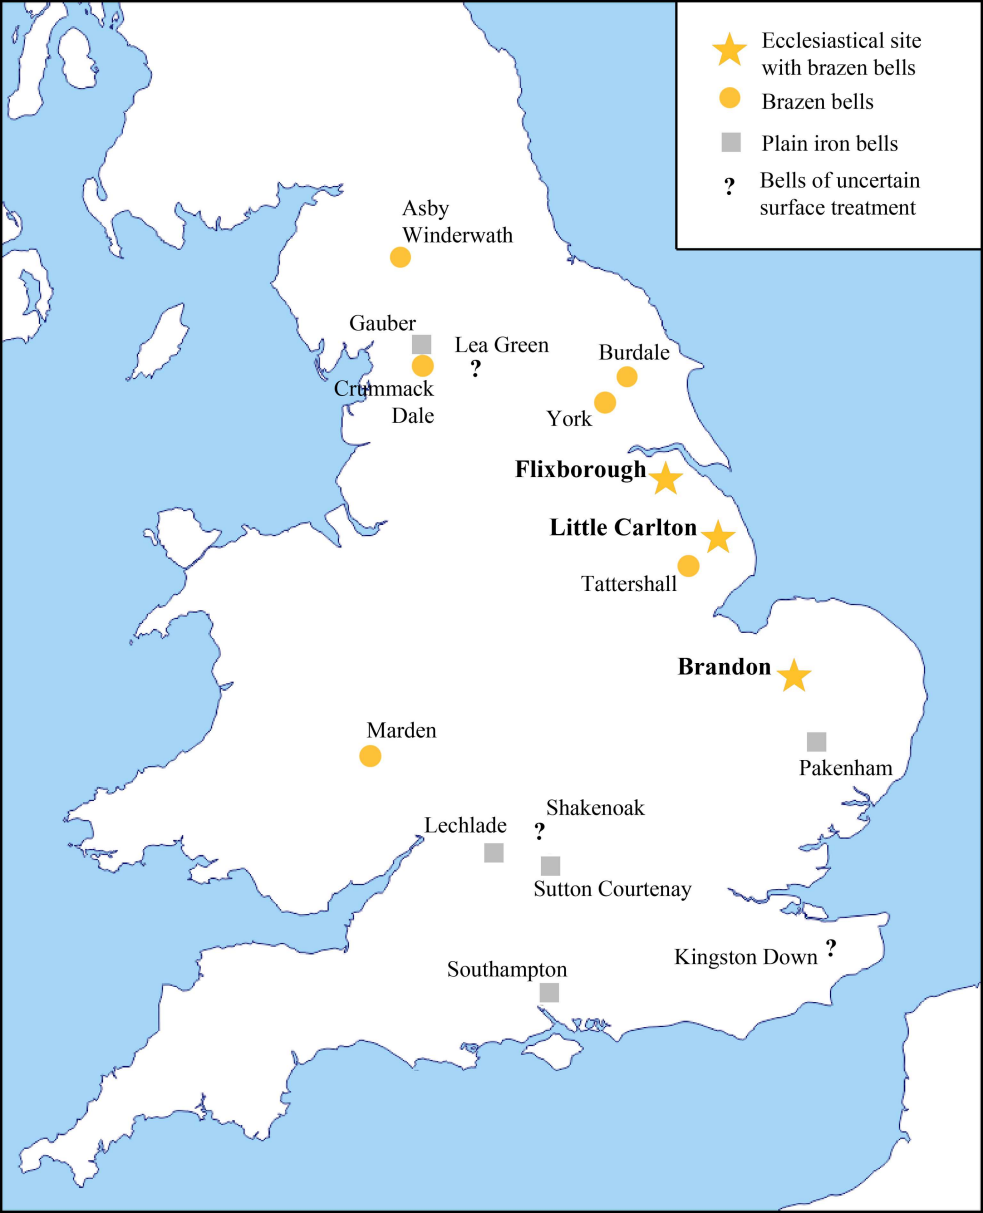 Ecclesiastical site
with brazen bells
Brazen bells
Plain iron bells
?
Bells of uncertain
surface treatment
Asby
Winderwath
Gauber
Lea Green
?
Crummack
Dale
Burdale
York
Flixborough
Little Carlton
Tattershall
Brandon
Marden
Pakenham
Shakenoak
?
Lechlade
Sutton Courtenay
Kingston Down
?
Southampton